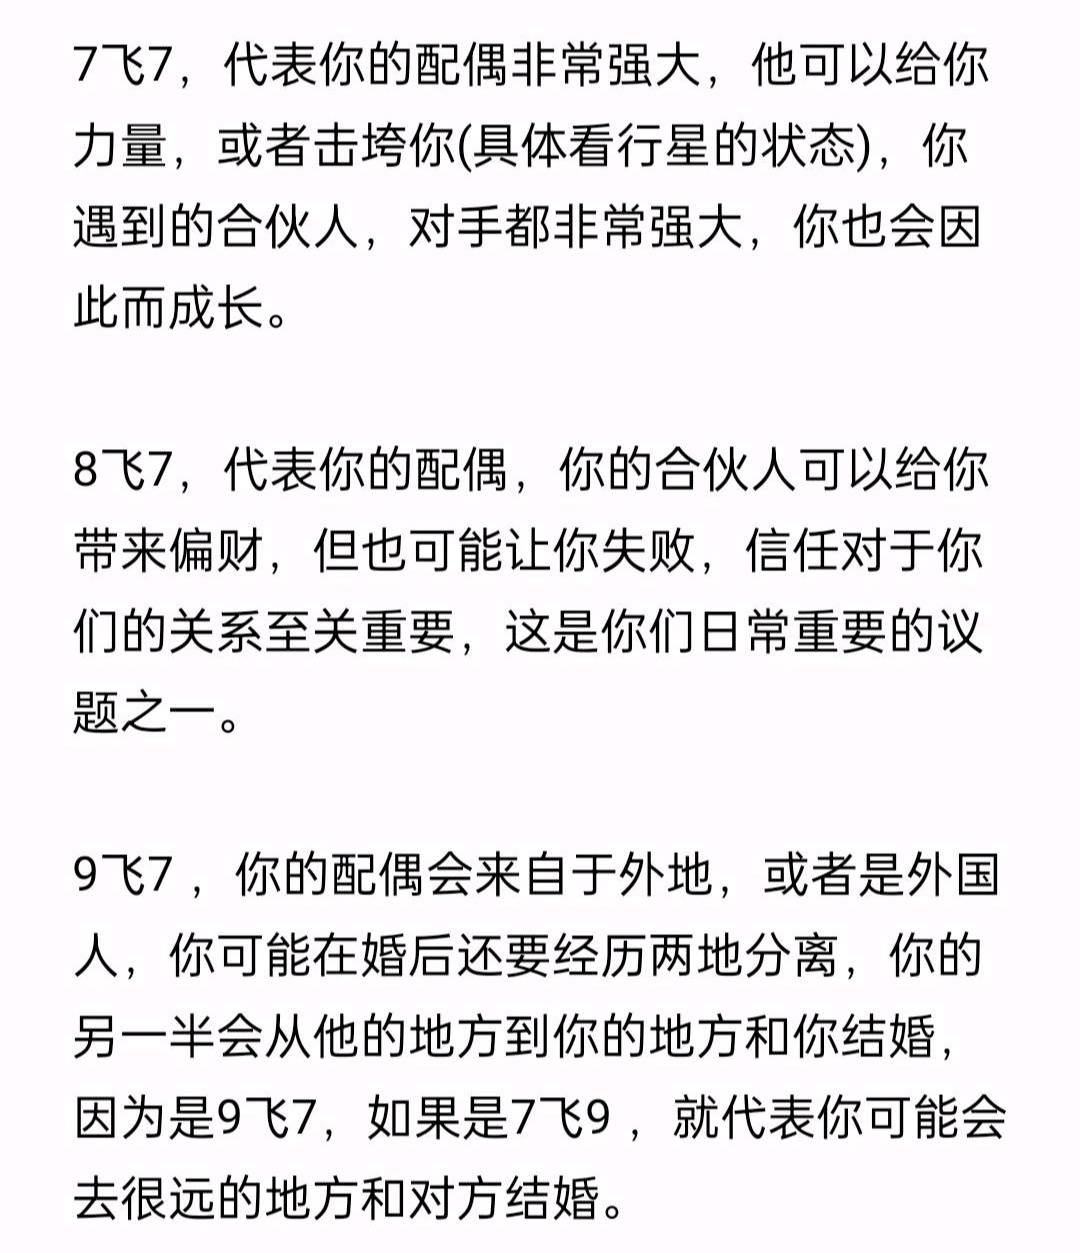 7飞7，代表你的配偶非常强大，他可以给你
力量，或者击垮你(具体看行星的状态)，你
遇到的合伙人，对手都非常强大，你也会因
此而成长。
8飞7，代表你的配偶，你的合伙人可以给你
带来偏财，但也可能让你失败，信任对于你
们的关系至关重要，这是你们日常重要的议
题之一。
9飞7 ，你的配偶会来自于外地，或者是外国
人，你可能在婚后还要经历两地分离，你的
另一半会从他的地方到你的地方和你结婚，
因为是9飞7，如果是7飞9 ，就代表你可能会
去很远的地方和对方结婚。